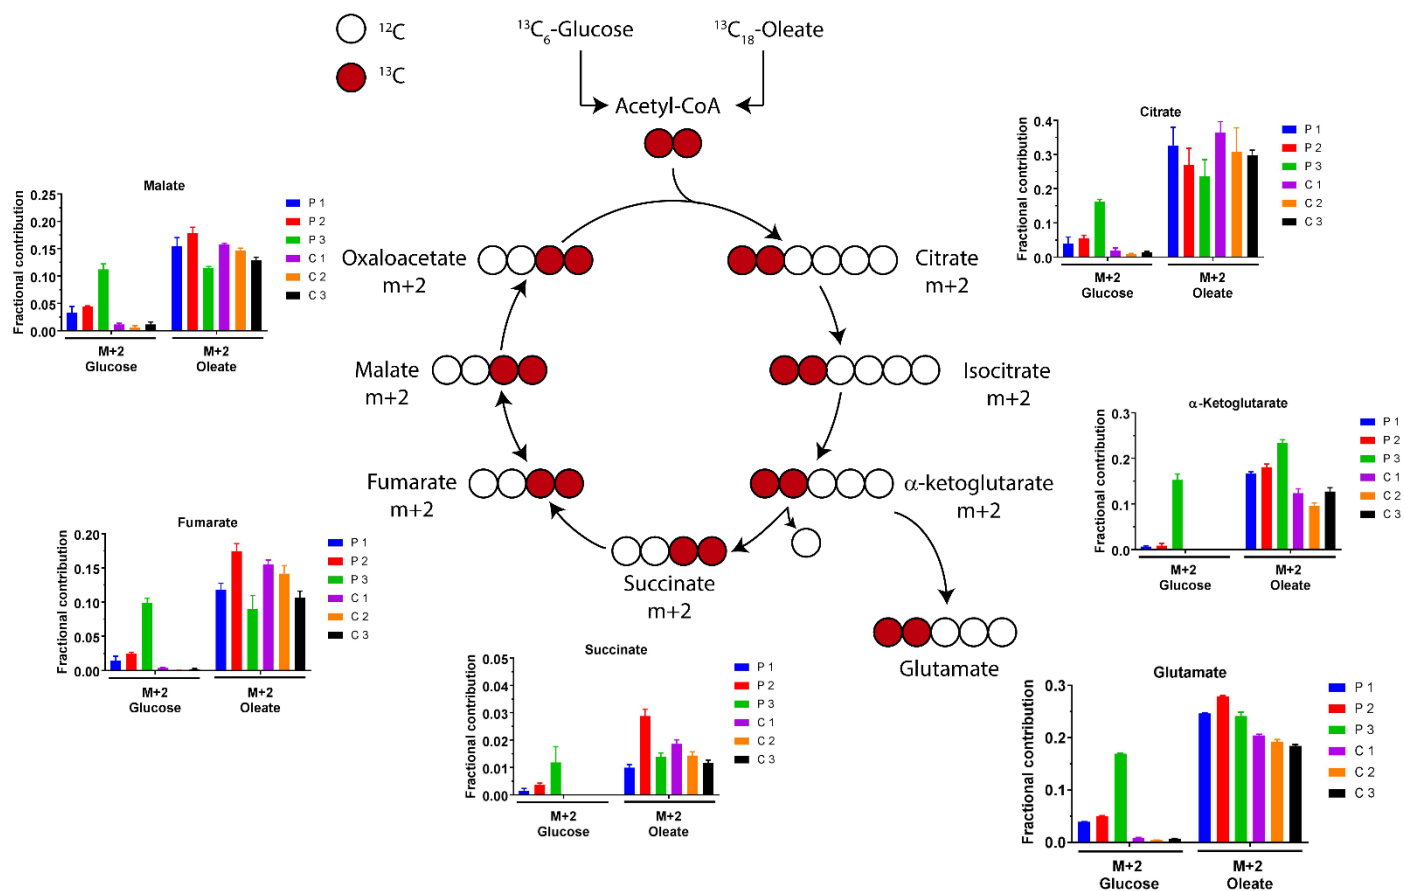 ¹²C
¹³C
¹³C₆-Glucose
¹³C₁₈-Oleate
Acetyl-CoA
Oxaloacetate
m+2
Citrate
m+2
Malate
m+2
Isocitrate
m+2
Fumarate
m+2
α-ketoglutarate
m+2
Succinate
m+2
Glutamate
Citrate
Fractional contribution
0.4
0.3
0.2
0.1
0.0
M+2
Glucose
M+2
Oleate
P 1
P 2
P 3
C 1
C 2
C 3
Malate
Fractional contribution
0.25
0.20
0.15
0.10
0.05
0.00
M+2
Glucose
M+2
Oleate
P 1
P 2
P 3
C 1
C 2
C 3
α-Ketoglutarate
Fractional contribution
0.3
0.2
0.1
0.0
M+2
Glucose
M+2
Oleate
P 1
P 2
P 3
C 1
C 2
C 3
Fumarate
Fractional contribution
0.20
0.15
0.10
0.05
0.00
M+2
Glucose
M+2
Oleate
P 1
P 2
P 3
C 1
C 2
C 3
Succinate
Fractional contribution
0.05
0.04
0.03
0.02
0.01
0.00
M+2
Glucose
M+2
Oleate
P 1
P 2
P 3
C 1
C 2
C 3
Glutamate
Fractional contribution
0.3
0.2
0.1
0.0
M+2
Glucose
M+2
Oleate
P 1
P 2
P 3
C 1
C 2
C 3